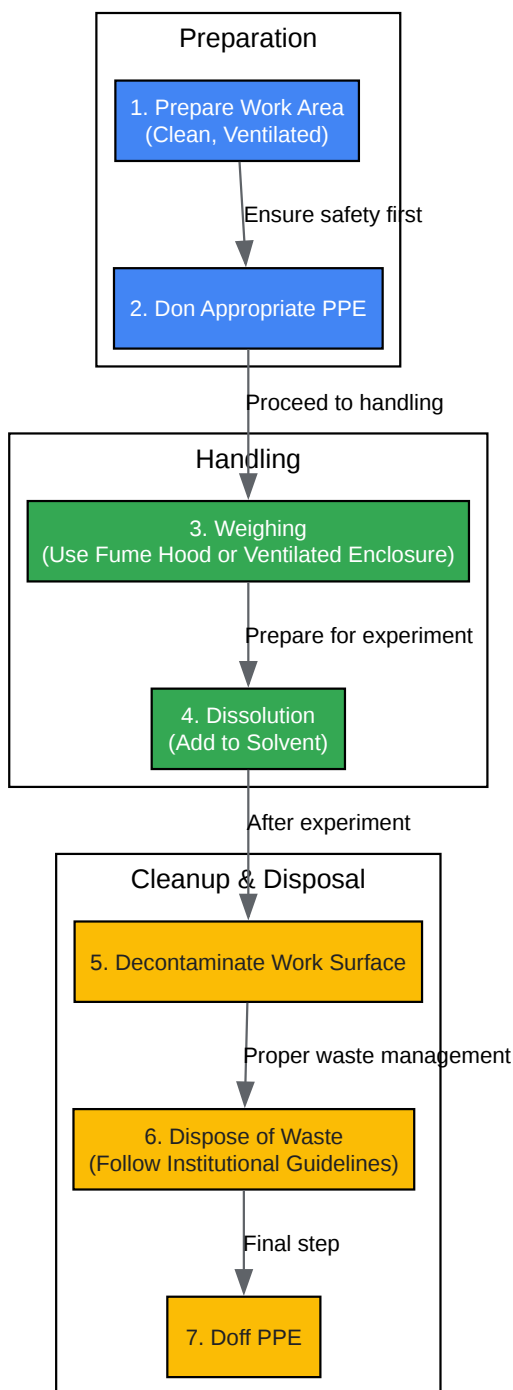 Preparation
1. Prepare Work Area
(Clean, Ventilated)
Ensure safety first
2. Don Appropriate PPE
Proceed to handling
Handling
3. Weighing
(Use Fume Hood or Ventilated Enclosure)
Prepare for experiment
4. Dissolution
(Add to Solvent)
After experiment
Cleanup & Disposal
5. Decontaminate Work Surface
Proper waste management
6. Dispose of Waste
(Follow Institutional Guidelines)
Final step
7. Doff PPE